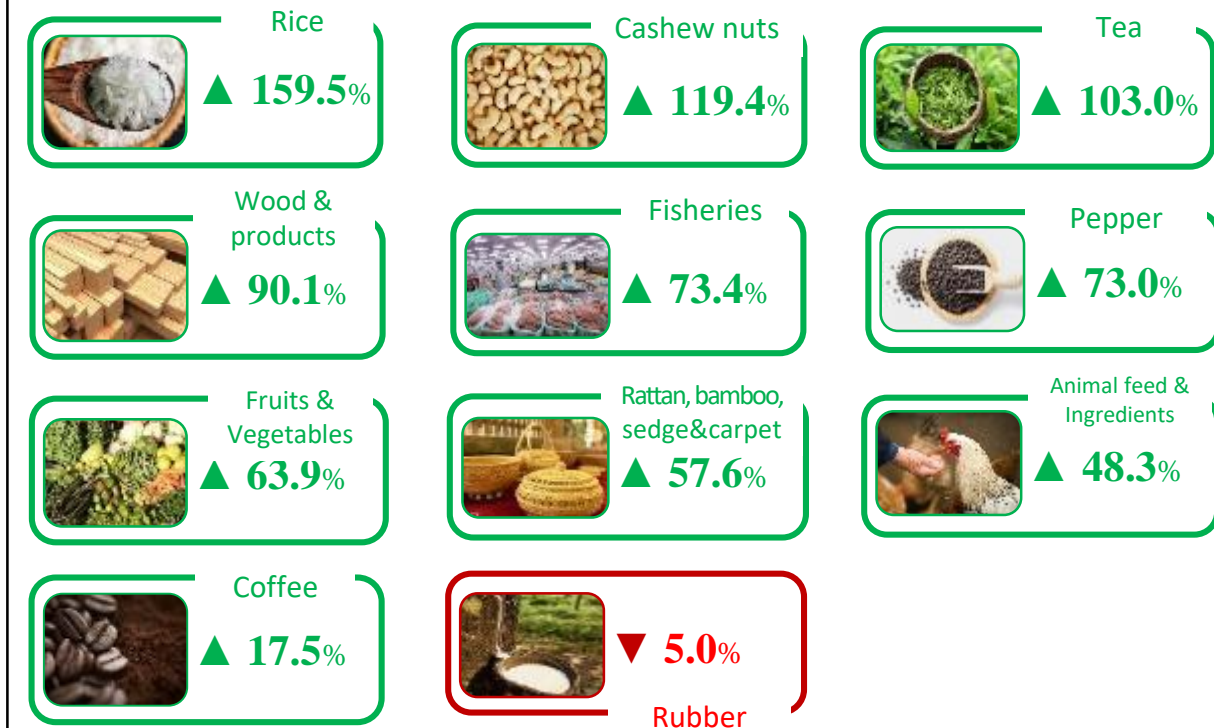 Rice
▲ 159.5%
Cashew nuts
▲ 119.4%
Tea
▲ 103.0%
Wood &
products
▲ 90.1%
Fisheries
▲ 73.4%
Pepper
▲ 73.0%
Fruits &
Vegetables
▲ 63.9%
Rattan, bamboo,
sedge&carpet
▲ 57.6%
Animal feed &
Ingredients
▲ 48.3%
Coffee
▲ 17.5%
▼ 5.0%
Rubber